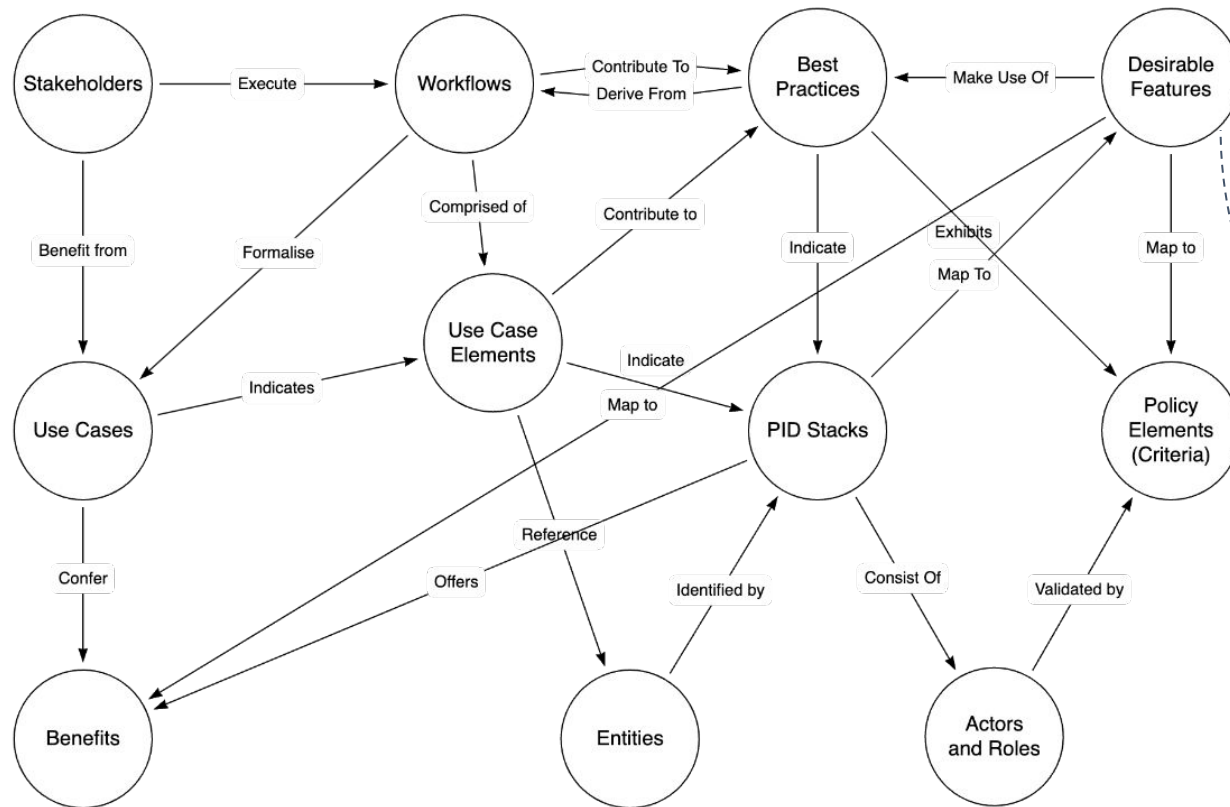 Stakeholders
Execute
Workflows
Contribute To
Derive From
Best
Practices
Make Use Of
Desirable
Features
Benefit from
Formalise
Comprised of
Contribute to
Indicate
Exhibits
Map To
Map to
Use Cases
Indicates
Use Case
Elements
Indicate
Map to
PID Stacks
Policy
Elements
(Criteria)
Confer
Offers
Reference
Identified by
Consist Of
Validated by
Benefits
Entities
Actors
and Roles